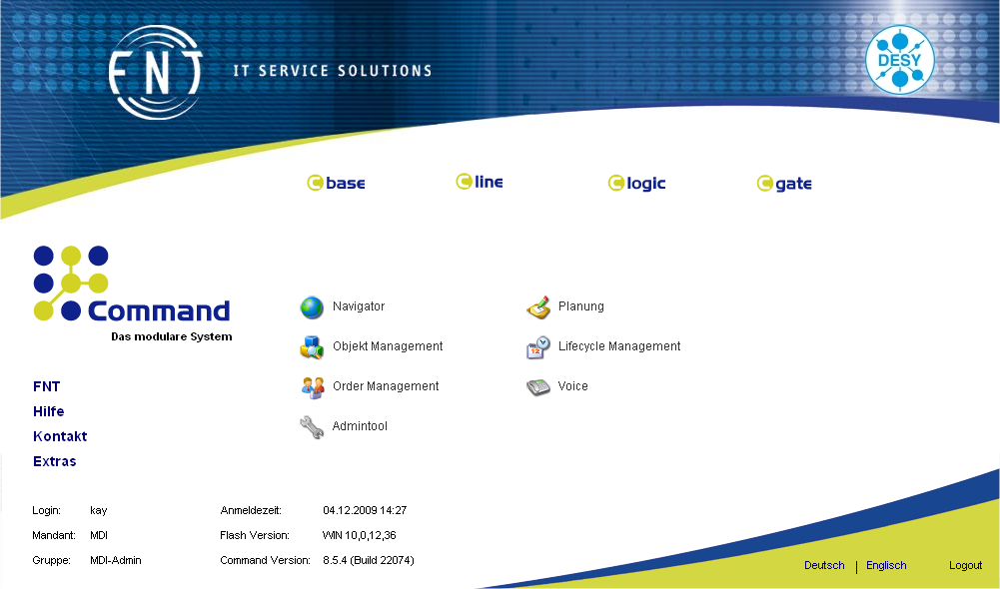 FNT IT SERVICE SOLUTIONS
DESY
C base C line C logic C gate
Command
Das modulare System
Navigator Planung
Objekt Management Lifecycle Management
Order Management Voice
Admintool
12
FNT
Hilfe
Kontakt
Extras
Login: kay Anmeldezeit: 04.12.2009 14:27
Mandant: MDI Flash Version: WIN 10,0,12,36
Gruppe: MDI-Admin Command Version: 8.5.4 (Build 22074)
Deutsch | Englisch Logout